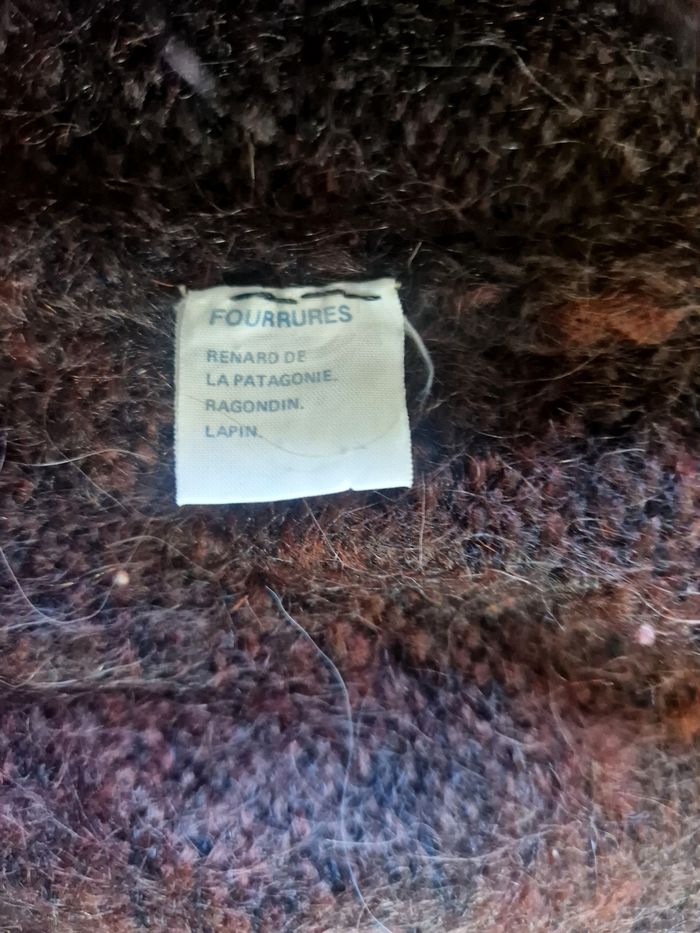 FOURRURES
RENARD DE
LA PATAGONIE.
RAGONDIN.
LAPIN.